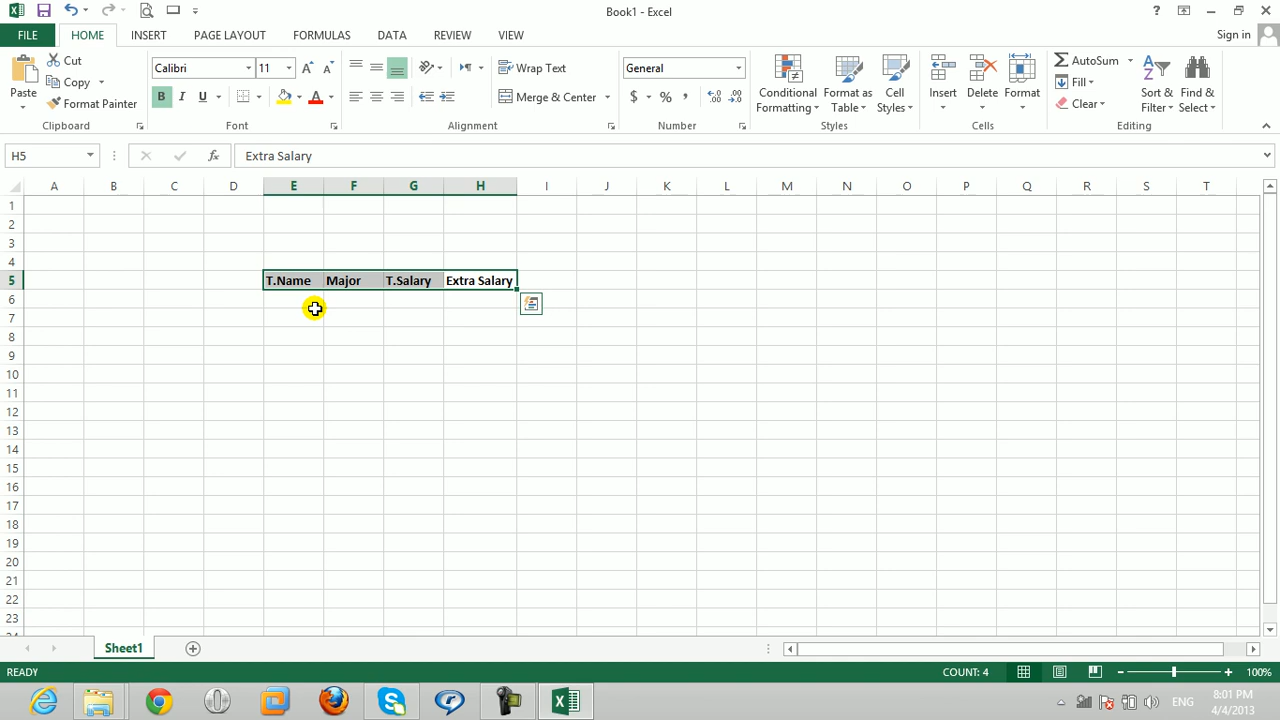 Book1 - Excel
?
FILE HOME INSERT PAGE LAYOUT FORMULAS DATA REVIEW VIEW Sign in
Paste Cut Copy Format Painter Clipboard
Calibri 11 B I U A Font
Wrap Text Merge & Center Alignment
General $ % , Number
Conditional Formatting Format as Table Cell Styles Styles
Insert Delete Format Cells
AutoSum Fill Clear Sort & Filter Find & Select Editing
H5 fx Extra Salary
A B C D E F G H I J K L M N O P Q R S T
1
2
3
4
5 T.Name Major T.Salary Extra Salary
6
7
8
9
10
11
12
13
14
15
16
17
18
19
20
21
22
23
24
Sheet1
READY COUNT: 4 100%
ENG 8:01 PM
4/4/2013